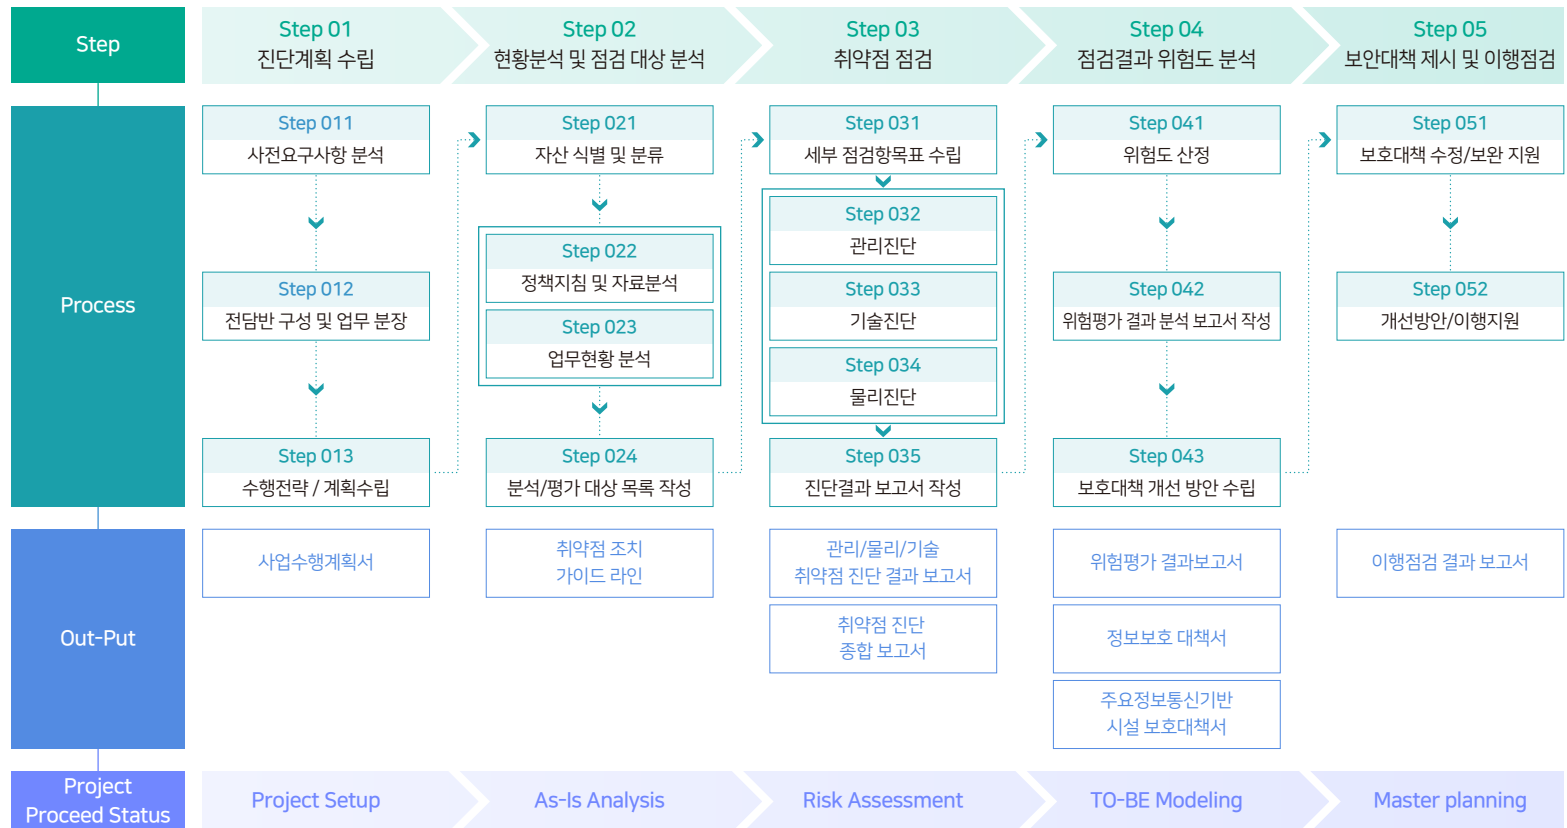 Step
Step 01
진단계획 수립
Step 02
현황분석 및 점검 대상 분석
Step 03
취약점 점검
Step 04
점검결과 위험도 분석
Step 05
보안대책 제시 및 이행점검
Process
Step 011
사전요구사항 분석
Step 012
전담반 구성 및 업무 분장
Step 013
수행전략 / 계획수립
Step 021
자산 식별 및 분류
Step 022
정책지침 및 자료분석
Step 023
업무현황 분석
Step 024
분석/평가 대상 목록 작성
Step 031
세부 점검항목표 수립
Step 032
관리진단
Step 033
기술진단
Step 034
물리진단
Step 035
진단결과 보고서 작성
Step 041
위험도 산정
Step 042
위험평가 결과 분석 보고서 작성
Step 043
보호대책 개선 방안 수립
Step 051
보호대책 수정/보완 지원
Step 052
개선방안/이행지원
Out-Put
사업수행계획서
취약점 조치
가이드 라인
관리/물리/기술
취약점 진단 결과 보고서
취약점 진단
종합 보고서
위험평가 결과보고서
정보보호 대책서
주요정보통신기반
시설 보호대책서
이행점검 결과 보고서
Project
Proceed Status
Project Setup
As-Is Analysis
Risk Assessment
TO-BE Modeling
Master planning